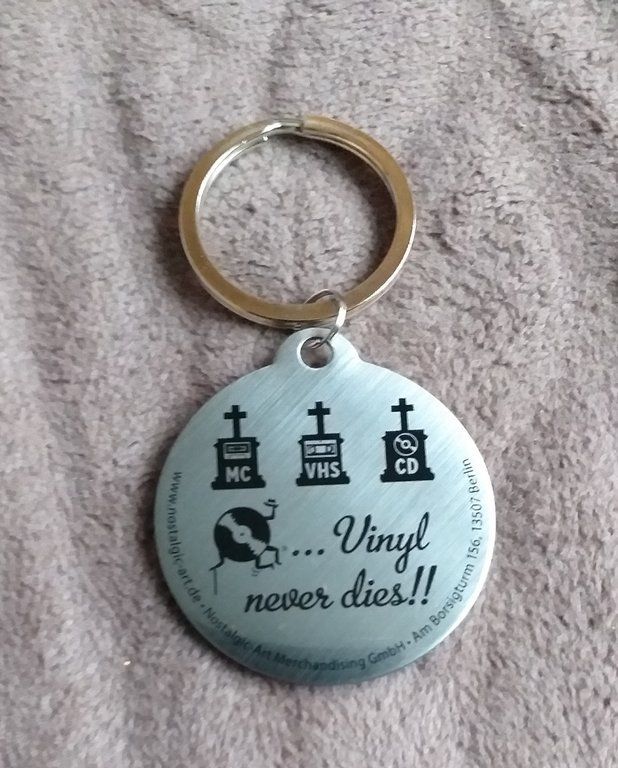 MC
VHS
CD
... Vinyl
never dies!!
www.nostalgic-art.de • Nostalgic-Art Merchandising GmbH • Am Borsigturm 156, 13507 Berlin